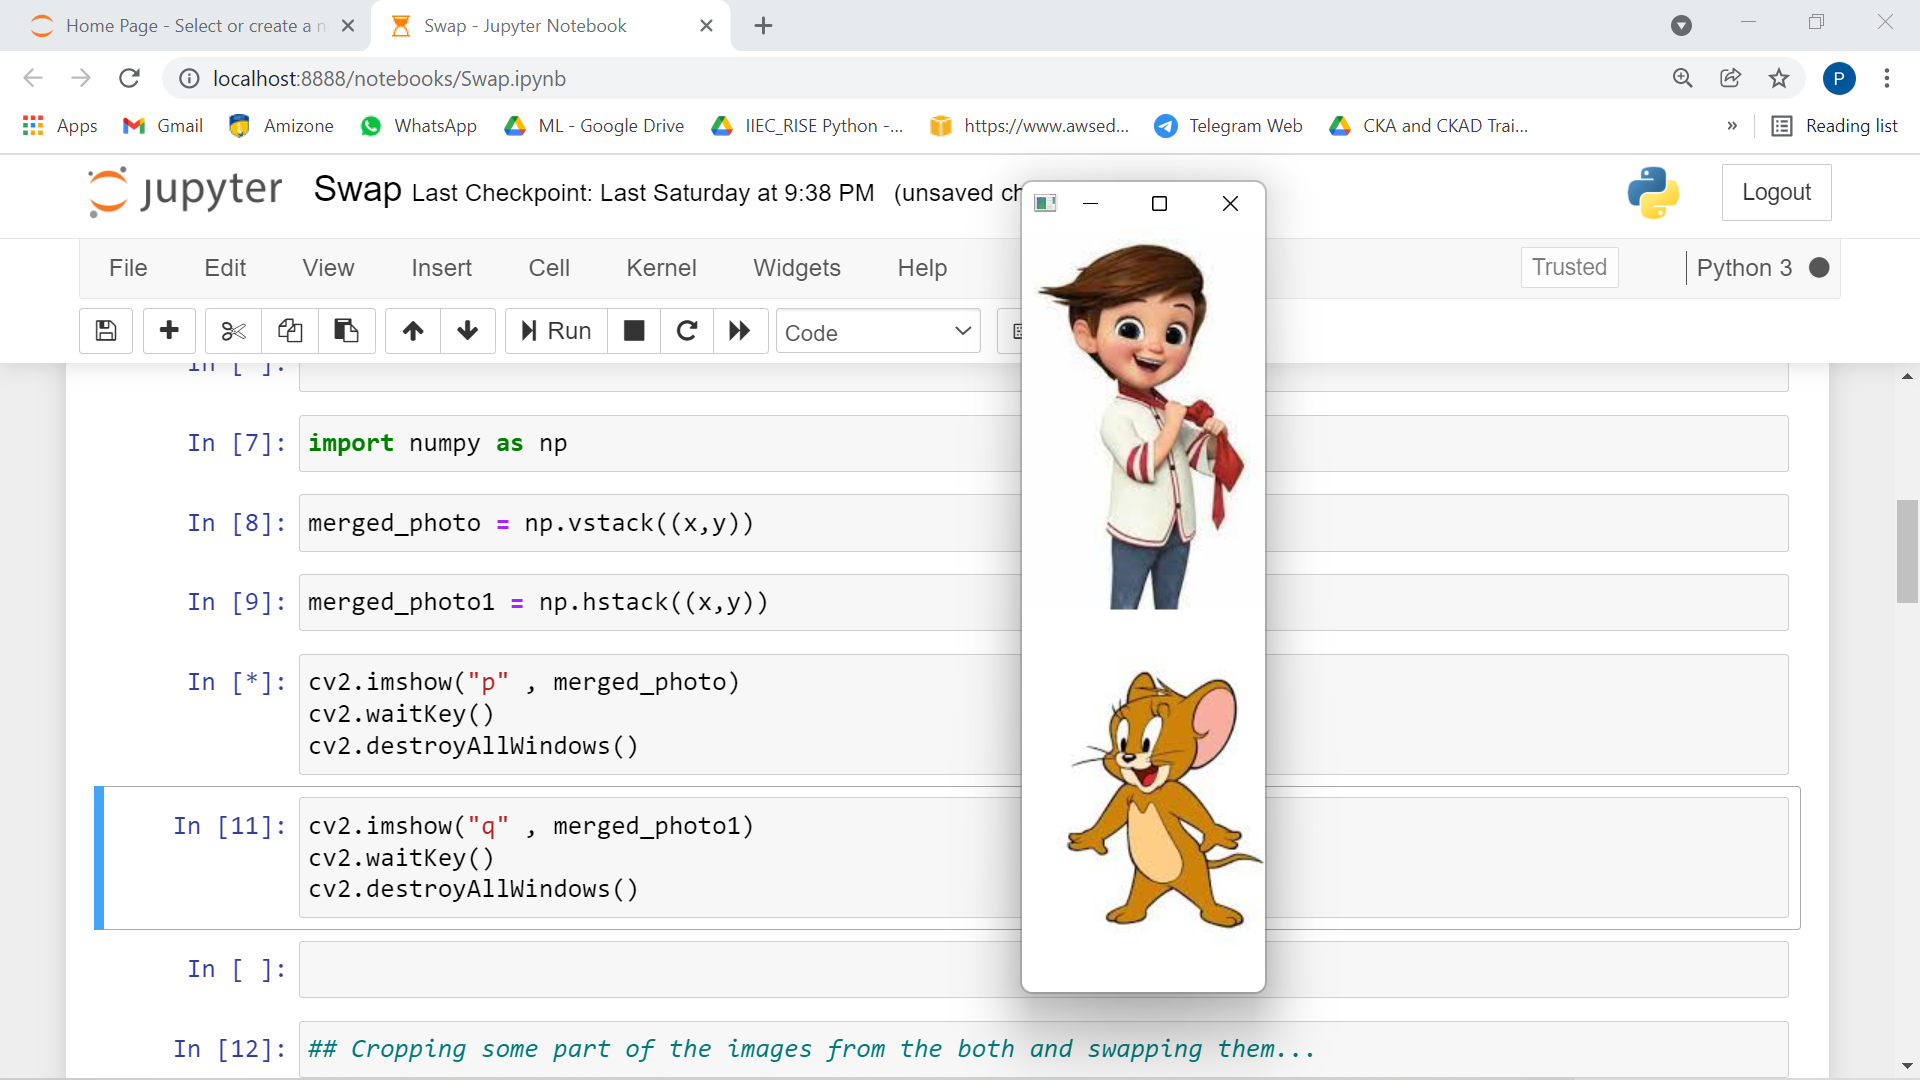 Home Page - Select or create a n
Swap - Jupyter Notebook
localhost:8888/notebooks/Swap.ipynb
P
Apps
Gmail
Amizone
WhatsApp
ML - Google Drive
IIEC_RISE Python -...
https://www.awsed...
Telegram Web
CKA and CKAD Trai...
»
Reading list
jupyter
Swap Last Checkpoint: Last Saturday at 9:38 PM (unsaved ch
Logout
File Edit View Insert Cell Kernel Widgets Help
Trusted
Python 3
Run
Code
In [ ]:
In [7]: import numpy as np
In [8]: merged_photo = np.vstack((x,y))
In [9]: merged_photo1 = np.hstack((x,y))
In [*]: cv2.imshow("p" , merged_photo)
cv2.waitKey()
cv2.destroyAllWindows()
In [11]: cv2.imshow("q" , merged_photo1)
cv2.waitKey()
cv2.destroyAllWindows()
In [ ]:
In [12]: ## Cropping some part of the images from the both and swapping them...